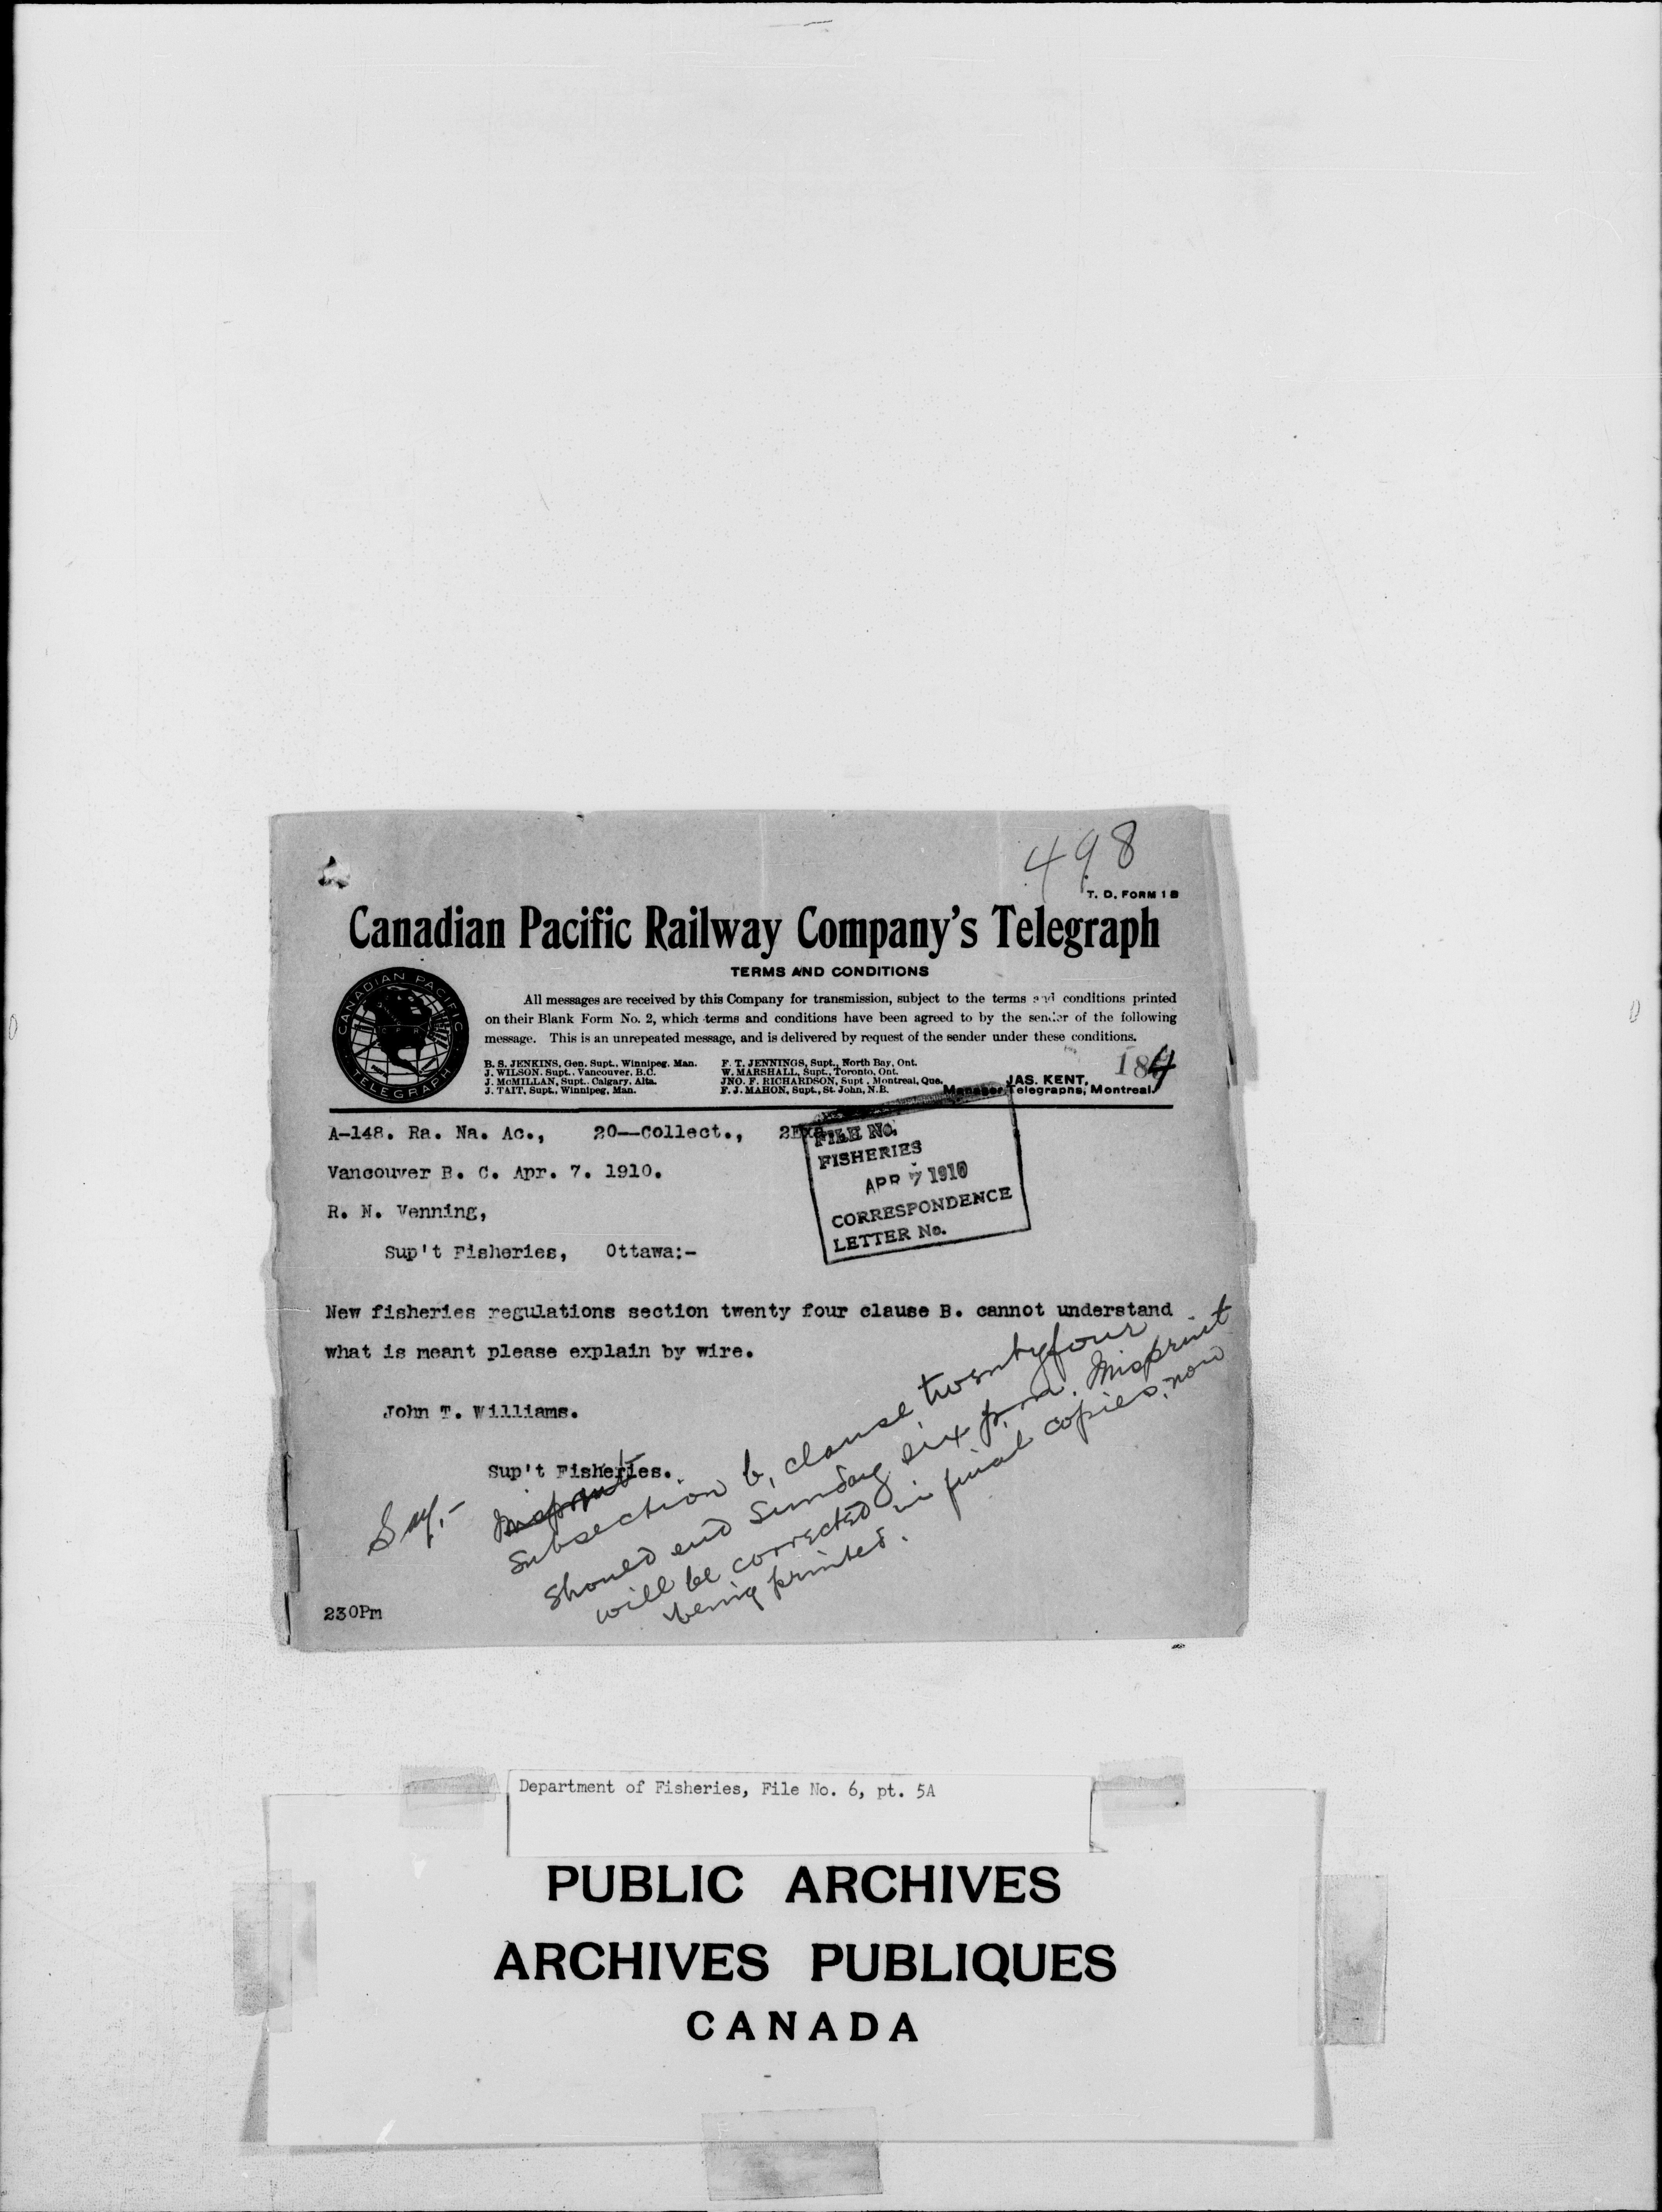 498
T. D. FORM 1 B
Canadian Pacific Railway Company's Telegraph
TERMS AND CONDITIONS
CANADIAN PACIFIC
TELEGRAPH
All messages are received by this Company for transmission, subject to the terms and conditions printed
on their Blank Form No. 2, which terms and conditions have been agreed to by the sender of the following
message. This is an unrepeated message, and is delivered by request of the sender under these conditions.
B. S. JENKINS, Gen. Supt., Winnipeg, Man. F. T. JENNINGS, Supt., North Bay, Ont.
J. WILSON. Supt., Vancouver, B.C. W. MARSHALL, Supt., Toronto, Ont.
J. McMILLAN, Supt., Calgary, Alta. JNO. F. RICHARDSON, Supt., Montreal, Que. JAS. KENT,
J. TAIT, Supt., Winnipeg, Man. F. J. MAHON, Supt., St. John, N.B. Manager Telegraphs, Montreal.
A-148. Ra. Na. Ac., 20--Collect.,
FILE No.
FISHERIES
APR 7 1910
CORRESPONDENCE
LETTER No.
Vancouver B. C. Apr. 7. 1910.
R. N. Venning,
Sup't Fisheries, Ottawa:-
New fisheries regulations section twenty four clause B. cannot understand
what is meant please explain by wire.
John T. Williams.
Sup't Fisheries.
Say,- Misprint
Subsection b, clause twentyfour
should end Sunday six p.m. Misprint
will be corrected in final copies, now
being printed.
230Pm
Department of Fisheries, File No. 6, pt. 5A
PUBLIC ARCHIVES
ARCHIVES PUBLIQUES
CANADA